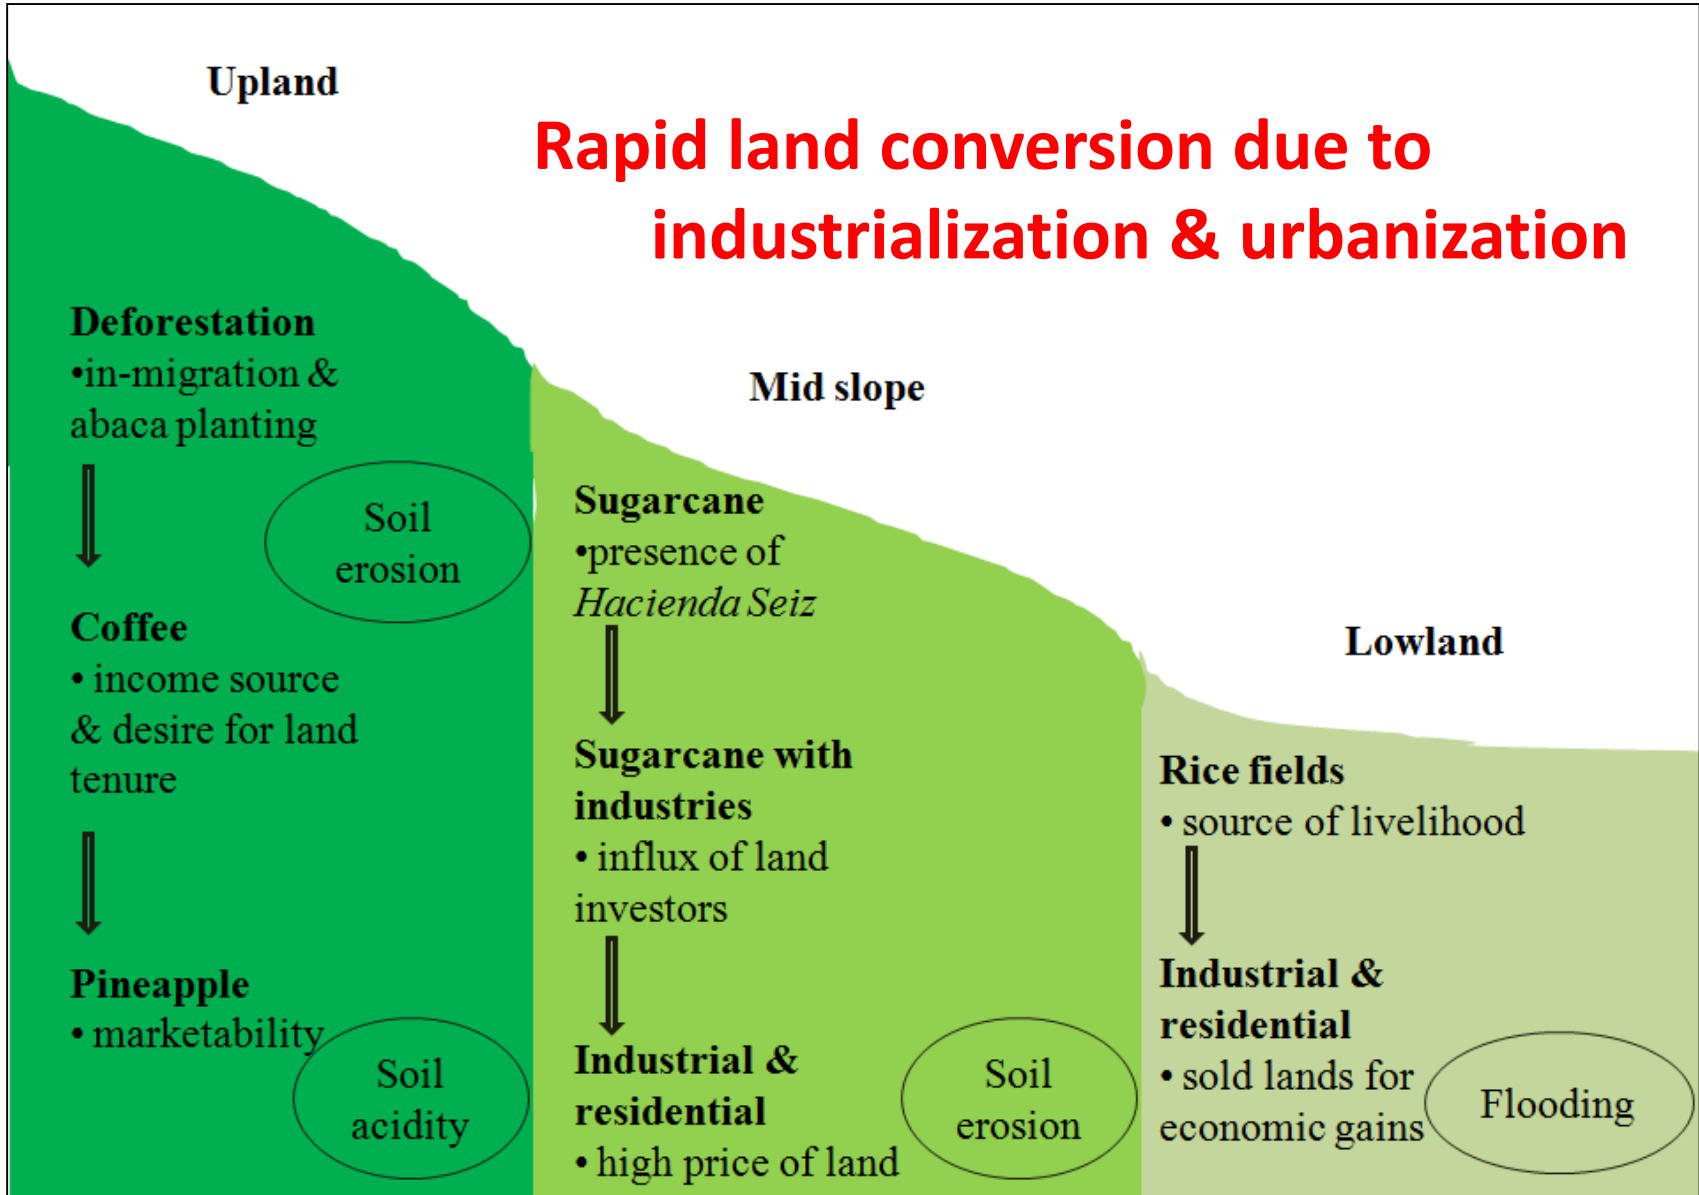 Upland
Rapid land conversion due to
industrialization & urbanization
Deforestation
•in-migration &
abaca planting
Soil
erosion
Coffee
• income source
& desire for land
tenure
Pineapple
• marketability
Soil
acidity
Mid slope
Sugarcane
•presence of
Hacienda Seiz
Sugarcane with
industries
• influx of land
investors
Industrial &
residential
• high price of land
Soil
erosion
Lowland
Rice fields
• source of livelihood
Industrial &
residential
• sold lands for
economic gains
Flooding